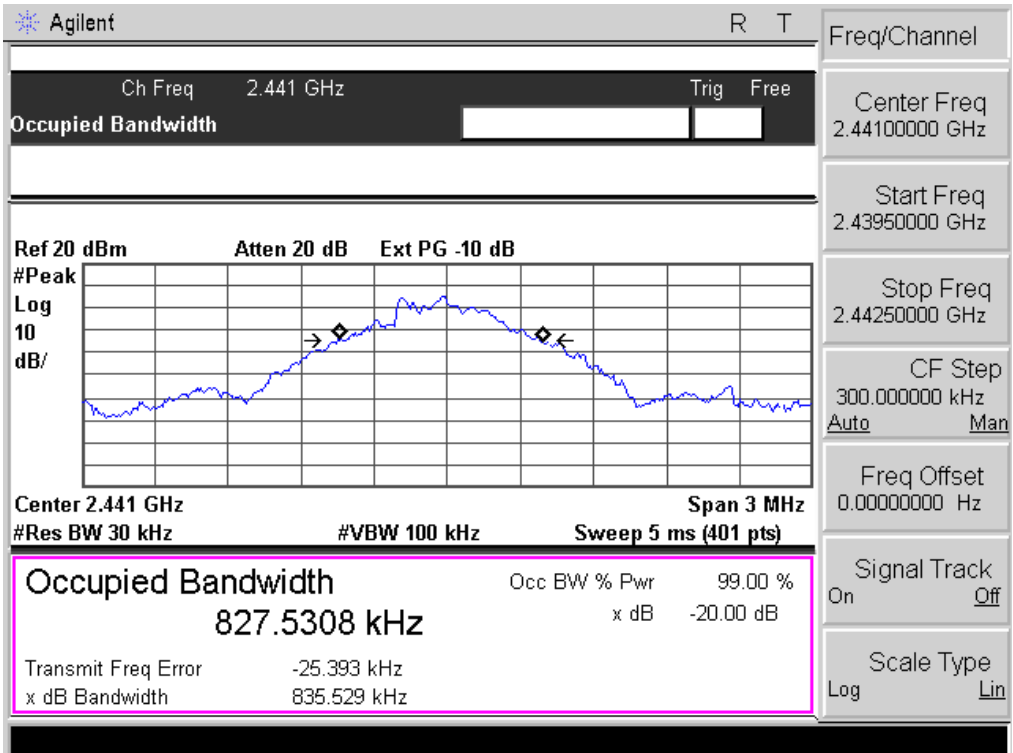 Agilent
R T
Ch Freq 2.441 GHz Trig Free
Occupied Bandwidth
Ref 20 dBm Atten 20 dB Ext PG -10 dB
#Peak
Log
10
dB/
Center 2.441 GHz Span 3 MHz
#Res BW 30 kHz #VBW 100 kHz Sweep 5 ms (401 pts)
Occupied Bandwidth
827.5308 kHz
Occ BW % Pwr 99.00 %
x dB -20.00 dB
Transmit Freq Error -25.393 kHz
x dB Bandwidth 835.529 kHz
Freq/Channel
Center Freq
2.44100000 GHz
Start Freq
2.43950000 GHz
Stop Freq
2.44250000 GHz
CF Step
300.000000 kHz
Auto Man
Freq Offset
0.00000000 Hz
Signal Track
On Off
Scale Type
Log Lin